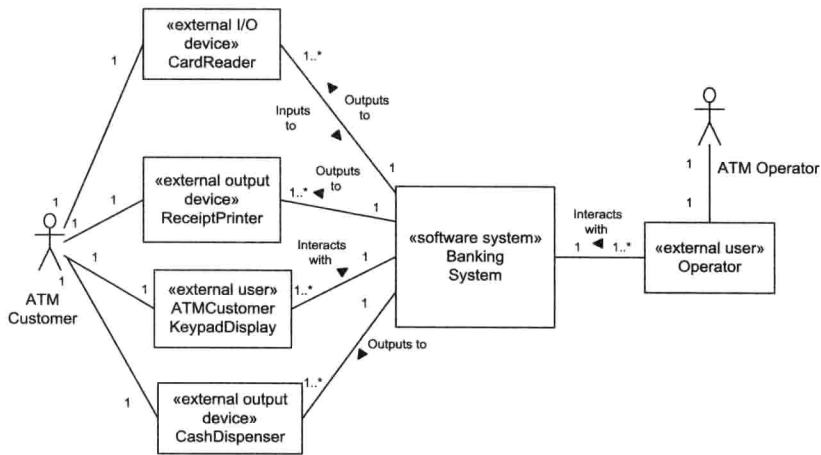 «external I/O
device»
CardReader
1
1..*
Outputs
to
Inputs
to
1
1
«external output
device»
ReceiptPrinter
1
1
1..*
Outputs
to
1
ATM
Customer
1
1
«external user»
ATMCustomer
KeypadDisplay
1..*
Interacts
with
1
1
1
«external output
device»
CashDispenser
1..*
Outputs to
1
«software system»
Banking
System
Interacts
with
1
1..*
«external user»
Operator
1
1
ATM Operator